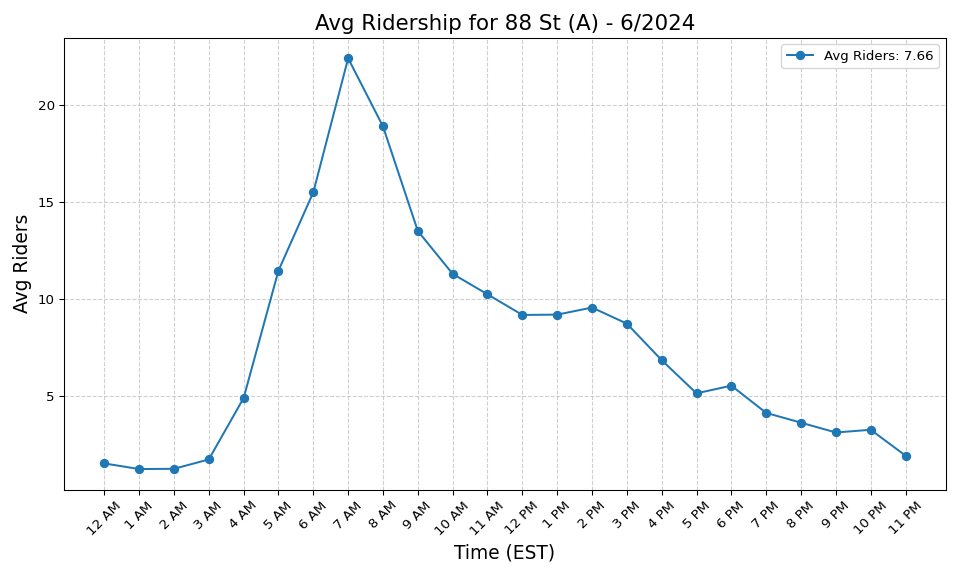 Avg Ridership for 88 St (A) - 6/2024
Avg Riders: 7.66
Avg Riders
20
15
10
5
12 AM 1 AM 2 AM 3 AM 4 AM 5 AM 6 AM 7 AM 8 AM 9 AM 10 AM 11 AM 12 PM 1 PM 2 PM 3 PM 4 PM 5 PM 6 PM 7 PM 8 PM 9 PM 10 PM 11 PM
Time (EST)